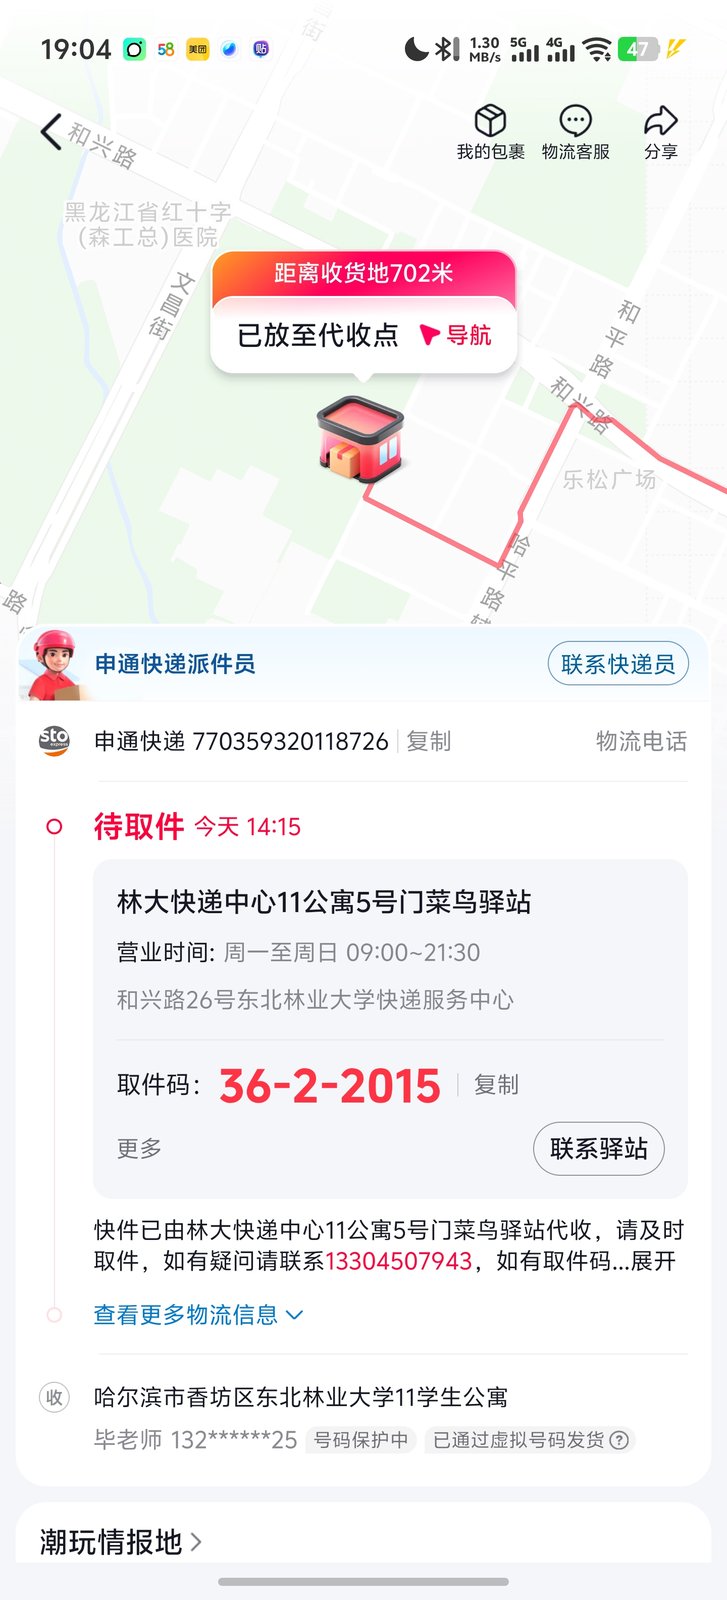 19:04 58 美团 贴 1.30 MB/s 5G 4G 47
街
和兴路
我的包裹 物流客服 分享
黑龙江省红十字
(森工总)医院
距离收货地702米
文昌街
已放至代收点 导航
和平路
和兴路
乐松广场
哈平路
路
申通快递派件员 联系快递员
sto express 申通快递 770359320118726 复制 物流电话
待取件 今天 14:15
林大快递中心11公寓5号门菜鸟驿站
营业时间: 周一至周日 09:00~21:30
和兴路26号东北林业大学快递服务中心
取件码: 36-2-2015 复制
更多 联系驿站
快件已由林大快递中心11公寓5号门菜鸟驿站代收，请及时
取件，如有疑问请联系13304507943，如有取件码...展开
查看更多物流信息
收 哈尔滨市香坊区东北林业大学11学生公寓
毕老师 132******25 号码保护中 已通过虚拟号码发货
潮玩情报地